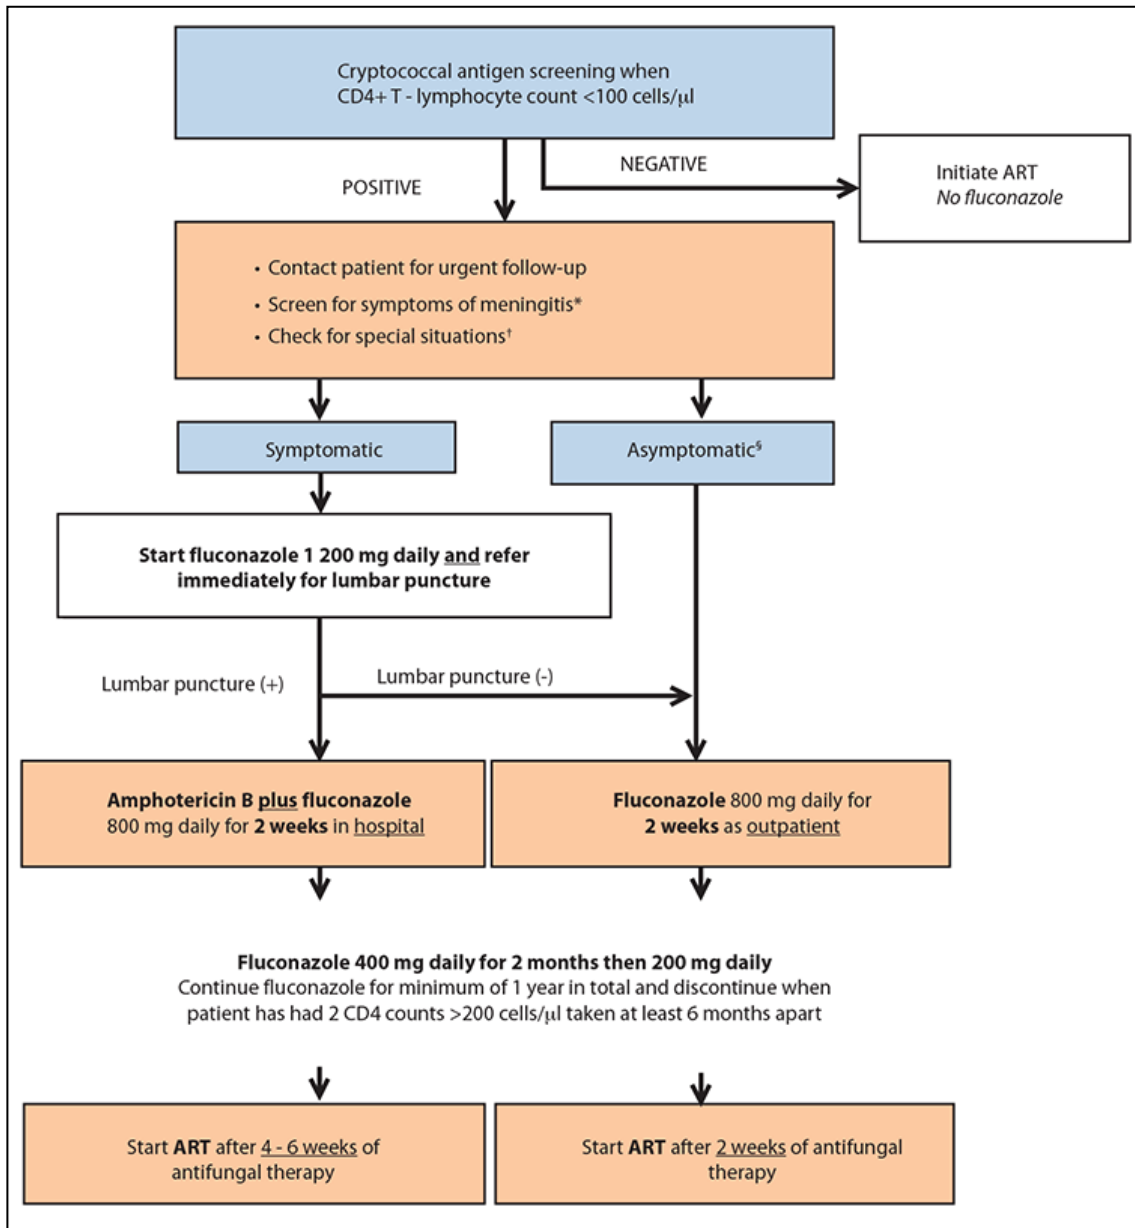 Cryptococcal antigen screening when
CD4+ T - lymphocyte count <100 cells/µl
NEGATIVE
POSITIVE
Initiate ART
No fluconazole
• Contact patient for urgent follow-up
• Screen for symptoms of meningitis*
• Check for special situations†
Symptomatic
Asymptomatic§
Start fluconazole 1 200 mg daily and refer
immediately for lumbar puncture
Lumbar puncture (+)
Lumbar puncture (-)
Amphotericin B plus fluconazole
800 mg daily for 2 weeks in hospital
Fluconazole 800 mg daily for
2 weeks as outpatient
Fluconazole 400 mg daily for 2 months then 200 mg daily
Continue fluconazole for minimum of 1 year in total and discontinue when
patient has had 2 CD4 counts >200 cells/µl taken at least 6 months apart
Start ART after 4 - 6 weeks of
antifungal therapy
Start ART after 2 weeks of antifungal
therapy